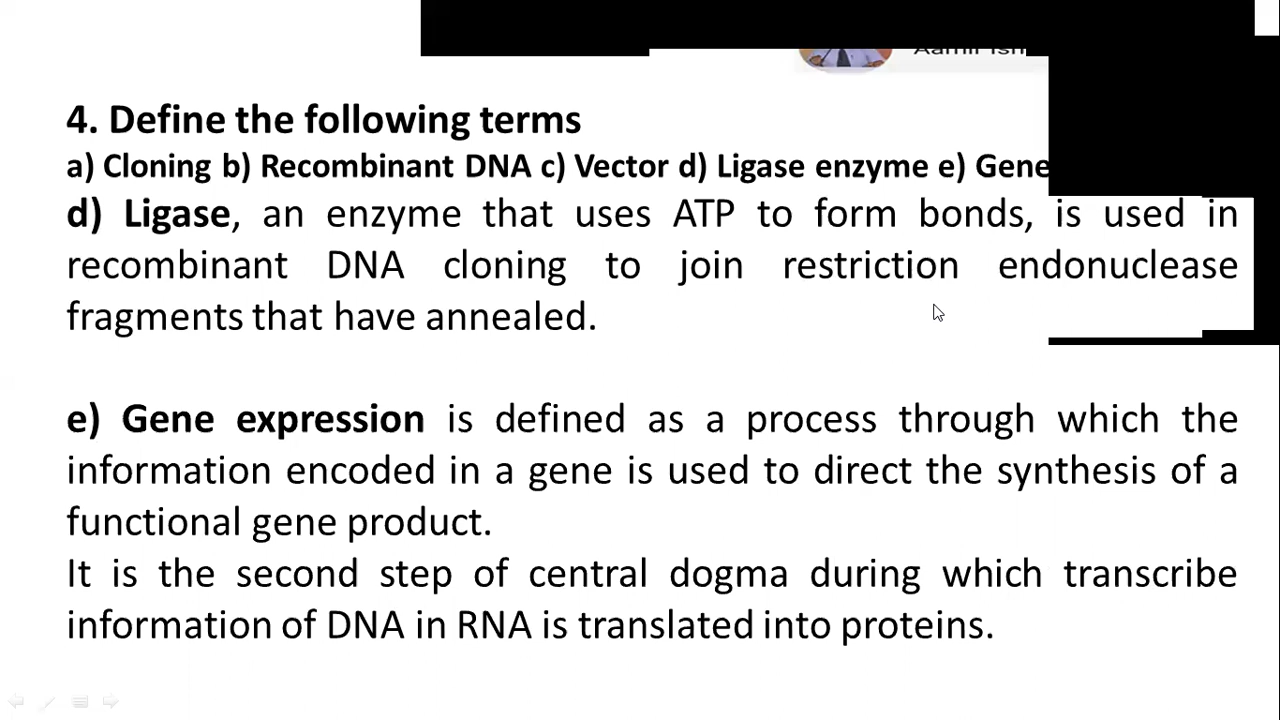 4. Define the following terms
a) Cloning b) Recombinant DNA c) Vector d) Ligase enzyme e) Gene
d) Ligase, an enzyme that uses ATP to form bonds, is used in
recombinant DNA cloning to join restriction endonuclease
fragments that have annealed.
e) Gene expression is defined as a process through which the
information encoded in a gene is used to direct the synthesis of a
functional gene product.
It is the second step of central dogma during which transcribe
information of DNA in RNA is translated into proteins.